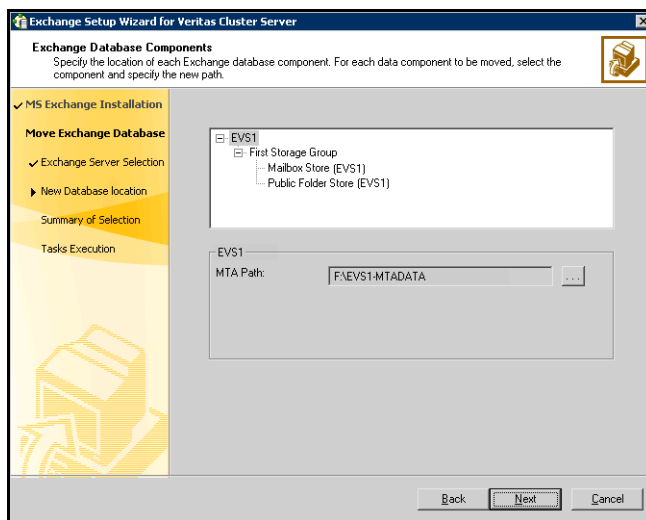 Exchange Setup Wizard for Veritas Cluster Server
Exchange Database Components
Specify the location of each Exchange database component. For each data component to be moved, select the
component and specify the new path.
MS Exchange Installation
Move Exchange Database
Exchange Server Selection
New Database location
Summary of Selection
Tasks Execution
EVS1
First Storage Group
Mailbox Store (EVS1)
Public Folder Store (EVS1)
EVS1
MTA Path:
F:\EVS1-MTADATA
...
Back
Next
Cancel